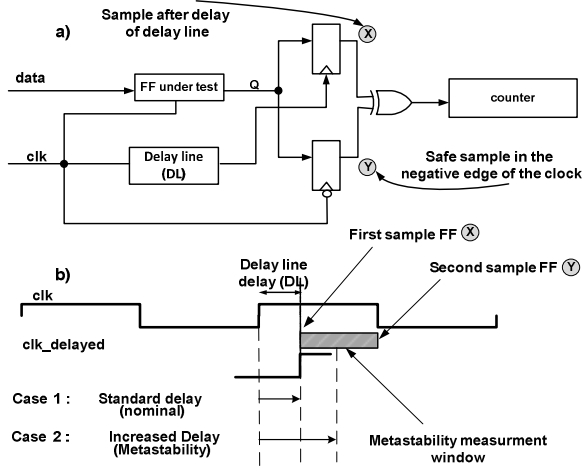 Sample after delay
of delay line
a)
X
data
FF under test
Q
counter
clk
Delay line
(DL)
Y
Safe sample in the
negative edge of the clock
First sample FF X
Delay line
delay (DL)
Second sample FF Y
b)
clk
clk_delayed
Case 1 : Standard delay
(nominal)
Case 2 : Increased Delay
(Metastability)
Metastability measurment
window